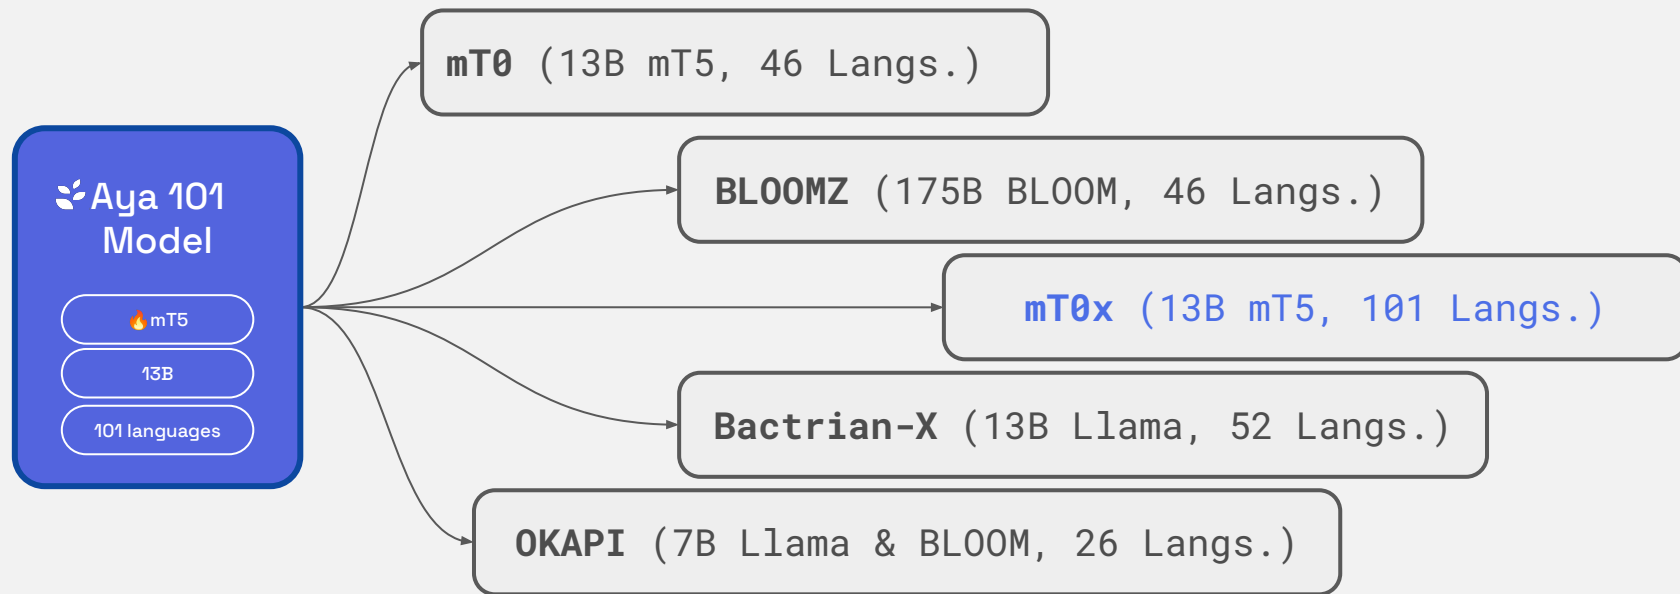 Aya 101
Model
🔥mT5
13B
101 languages
mT0 (13B mT5, 46 Langs.)
BLOOMZ (175B BLOOM, 46 Langs.)
mT0x (13B mT5, 101 Langs.)
Bactrian-X (13B Llama, 52 Langs.)
OKAPI (7B Llama & BLOOM, 26 Langs.)